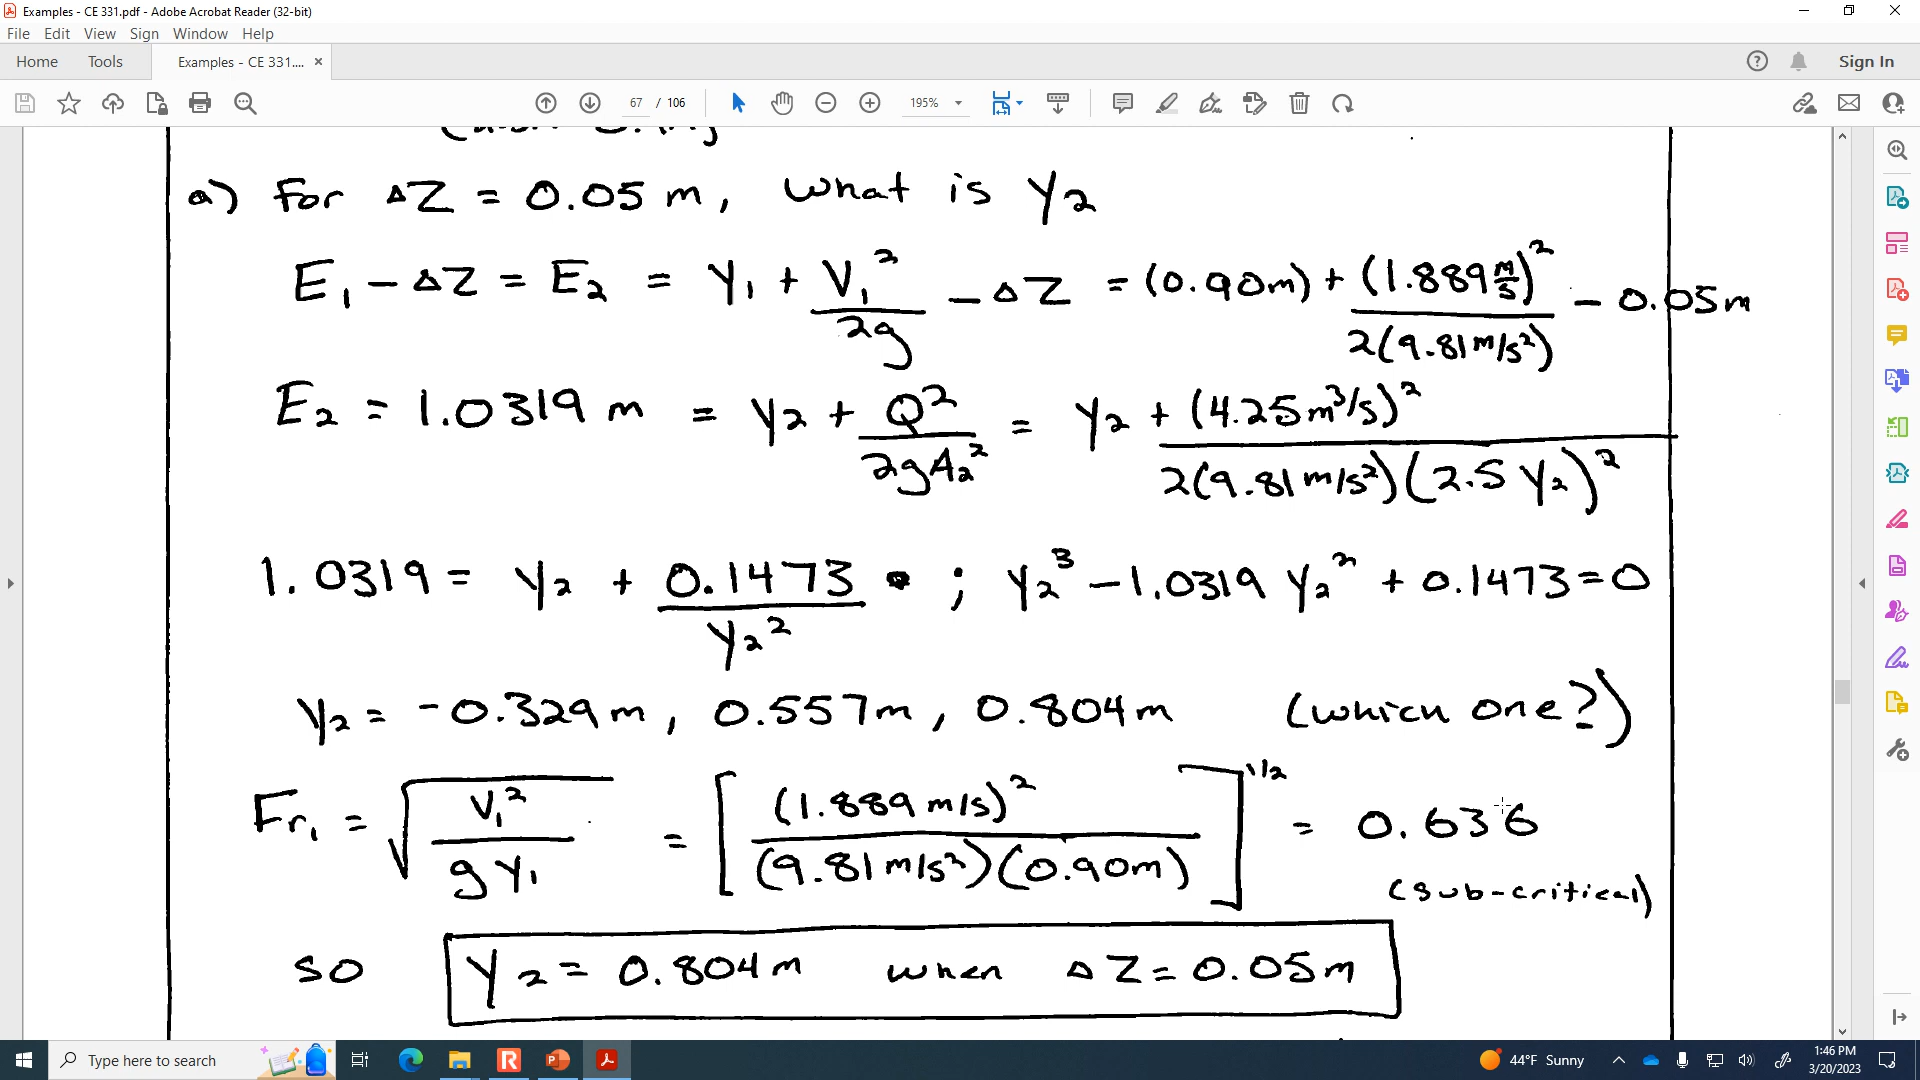 Examples - CE 331.pdf - Adobe Acrobat Reader (32-bit)
File Edit View Sign Window Help
Home Tools Examples - CE 331.... × Sign In
67 / 106 195%
a) For ΔZ = 0.05 m, What is Y₂
E₁ - ΔZ = E₂ = Y₁ + V₁²/2g - ΔZ = (0.90m) + (1.889 m/s)²/2(9.81 m/s²) - 0.05m
E₂ = 1.0319 m = Y₂ + Q²/2gA₂² = Y₂ + (4.25 m³/s)²/2(9.81 m/s²)(2.5 Y₂)²
1.0319 = Y₂ + 0.1473/Y₂² ; Y₂³ - 1.0319 Y₂² + 0.1473 = 0
Y₂ = -0.329m, 0.557m, 0.804m (which one?)
Fr₁ = √(V₁²/gY₁) = [(1.889 m/s)²/(9.81 m/s²)(0.90m)]^1/2 = 0.636
(sub-critical)
so Y₂ = 0.804m when ΔZ = 0.05m
Type here to search 44°F Sunny 1:46 PM
3/20/2023